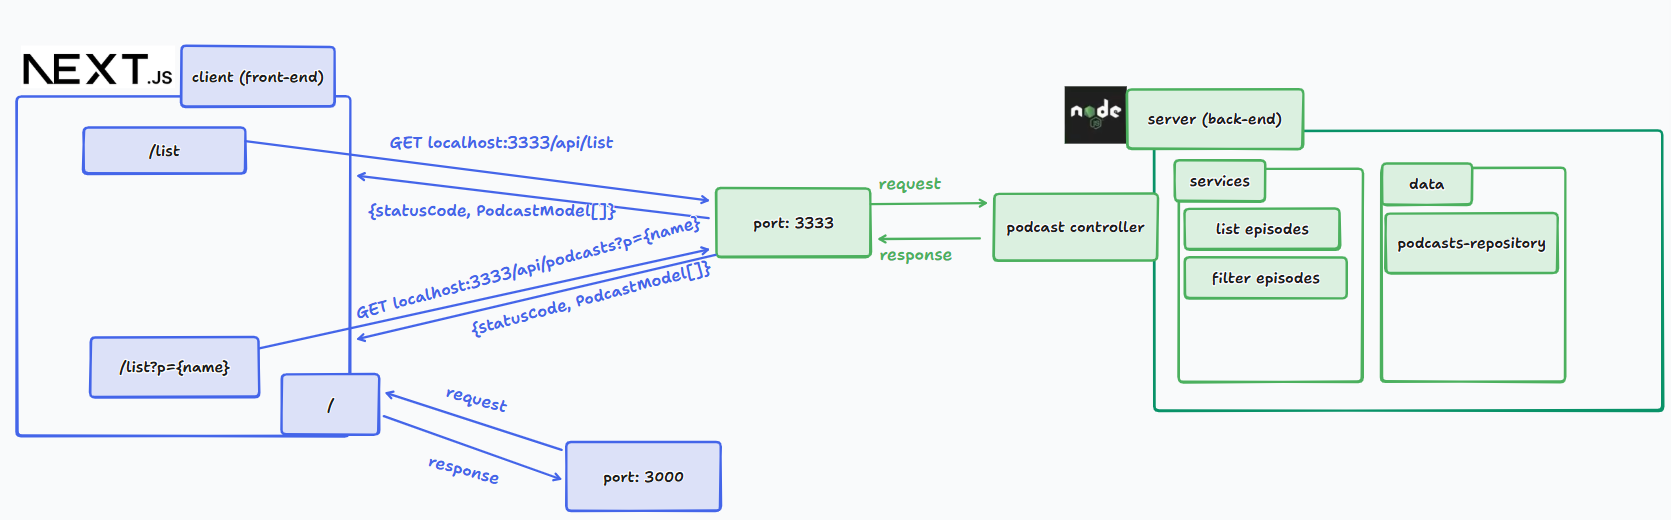 NEXT.JS
client (front-end)
/list
GET localhost:3333/api/list
{statusCode, PodcastModel[]}
GET localhost:3333/api/podcasts?p={name}
{statusCode, PodcastModel[]}
/list?p={name}
/
request
response
port: 3000
port: 3333
request
response
podcast controller
node
JS
server (back-end)
services
list episodes
filter episodes
data
podcasts-repository